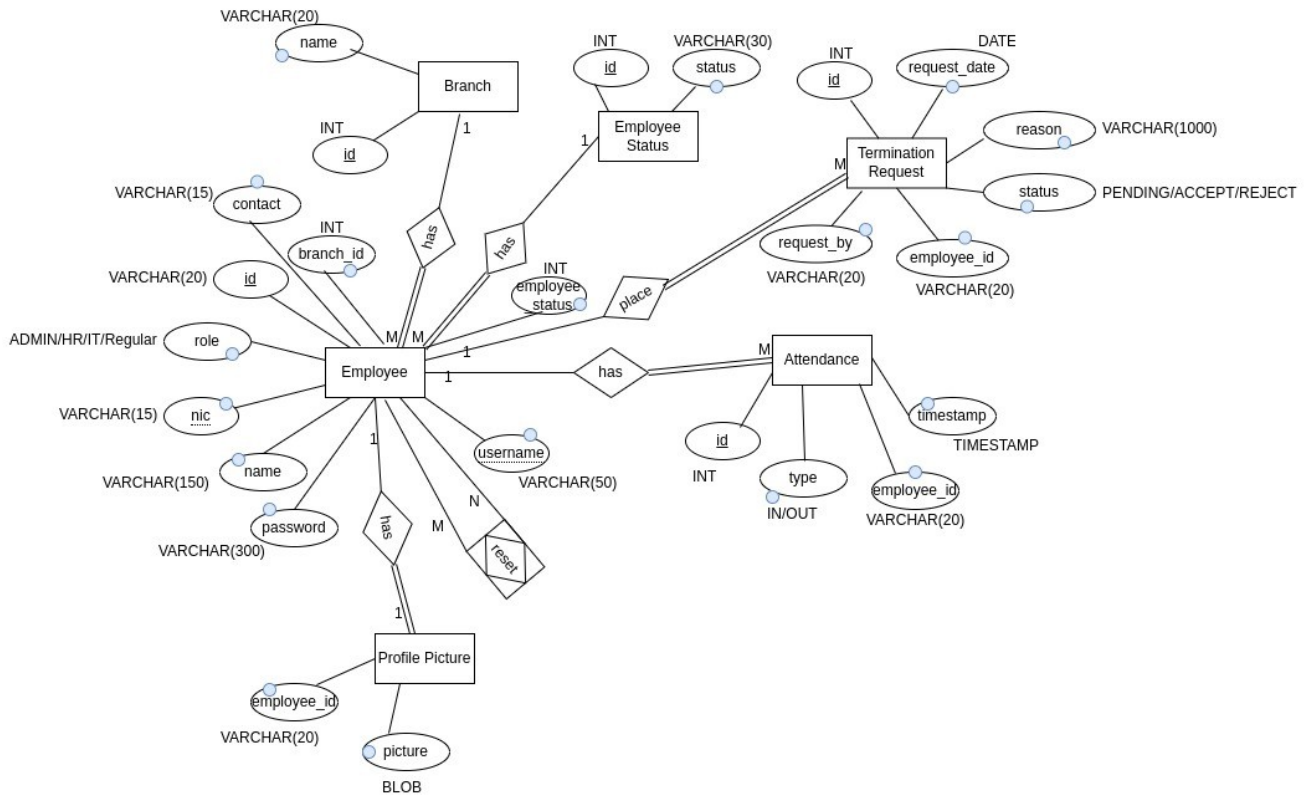 VARCHAR(20)
name
Branch
INT
id
1
INT
id
VARCHAR(30)
status
Employee
Status
1
INT
id
DATE
request_date
reason
VARCHAR(1000)
Termination
Request
M
status
PENDING/ACCEPT/REJECT
request_by
VARCHAR(20)
employee_id
VARCHAR(20)
VARCHAR(15)
contact
INT
branch_id
VARCHAR(20)
id
has
has
INT
employee
_status
place
ADMIN/HR/IT/Regular
role
M
M
1
Employee
1
has
M
Attendance
VARCHAR(15)
nic
timestamp
TIMESTAMP
id
INT
type
IN/OUT
employee_id
VARCHAR(20)
1
username
VARCHAR(50)
name
VARCHAR(150)
password
VARCHAR(300)
has
N
M
reset
1
Profile Picture
employee_id
VARCHAR(20)
picture
BLOB